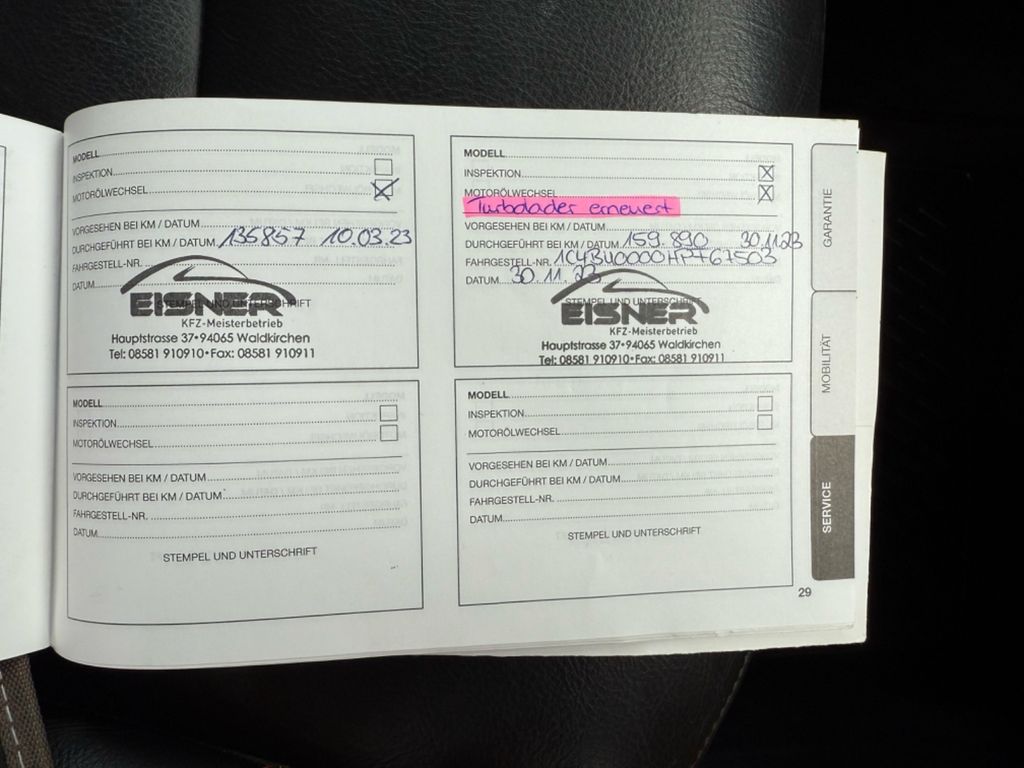 MODELL
INSPEKTION
MOTORÖLWECHSEL
VORGESEHEN BEI KM / DATUM
DURCHGEFÜHRT BEI KM / DATUM 135857 10.03.23
FAHRGESTELL-NR.
DATUM
STEMPEL UND UNTERSCHRIFT
EISNER
KFZ-Meisterbetrieb
Hauptstrasse 37•94065 Waldkirchen
Tel: 08581 910910•Fax: 08581 910911
MODELL
INSPEKTION
MOTORÖLWECHSEL
Turbolader erneuert
VORGESEHEN BEI KM / DATUM
DURCHGEFÜHRT BEI KM / DATUM 159.890 30.11.23
FAHRGESTELL-NR.
DATUM 30.11.23
STEMPEL UND UNTERSCHRIFT
EISNER
KFZ-Meisterbetrieb
Hauptstrasse 37•94065 Waldkirchen
Tel: 08581 910910•Fax: 08581 910911
MODELL
INSPEKTION
MOTORÖLWECHSEL
VORGESEHEN BEI KM / DATUM
DURCHGEFÜHRT BEI KM / DATUM
FAHRGESTELL-NR.
DATUM
STEMPEL UND UNTERSCHRIFT
MODELL
INSPEKTION
MOTORÖLWECHSEL
VORGESEHEN BEI KM / DATUM
DURCHGEFÜHRT BEI KM / DATUM
FAHRGESTELL-NR.
DATUM
STEMPEL UND UNTERSCHRIFT
GARANTIE
MOBILITÄT
SERVICE
29